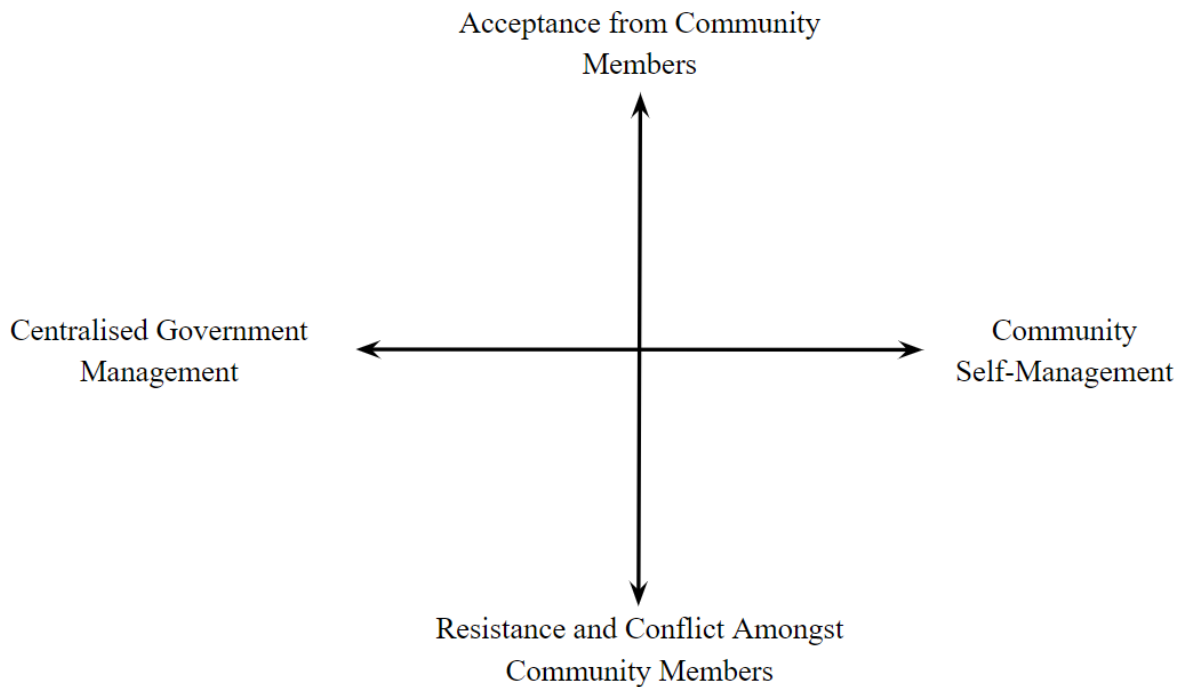 Acceptance from Community
Members
Centralised Government
Management
Community
Self-Management
Resistance and Conflict Amongst
Community Members